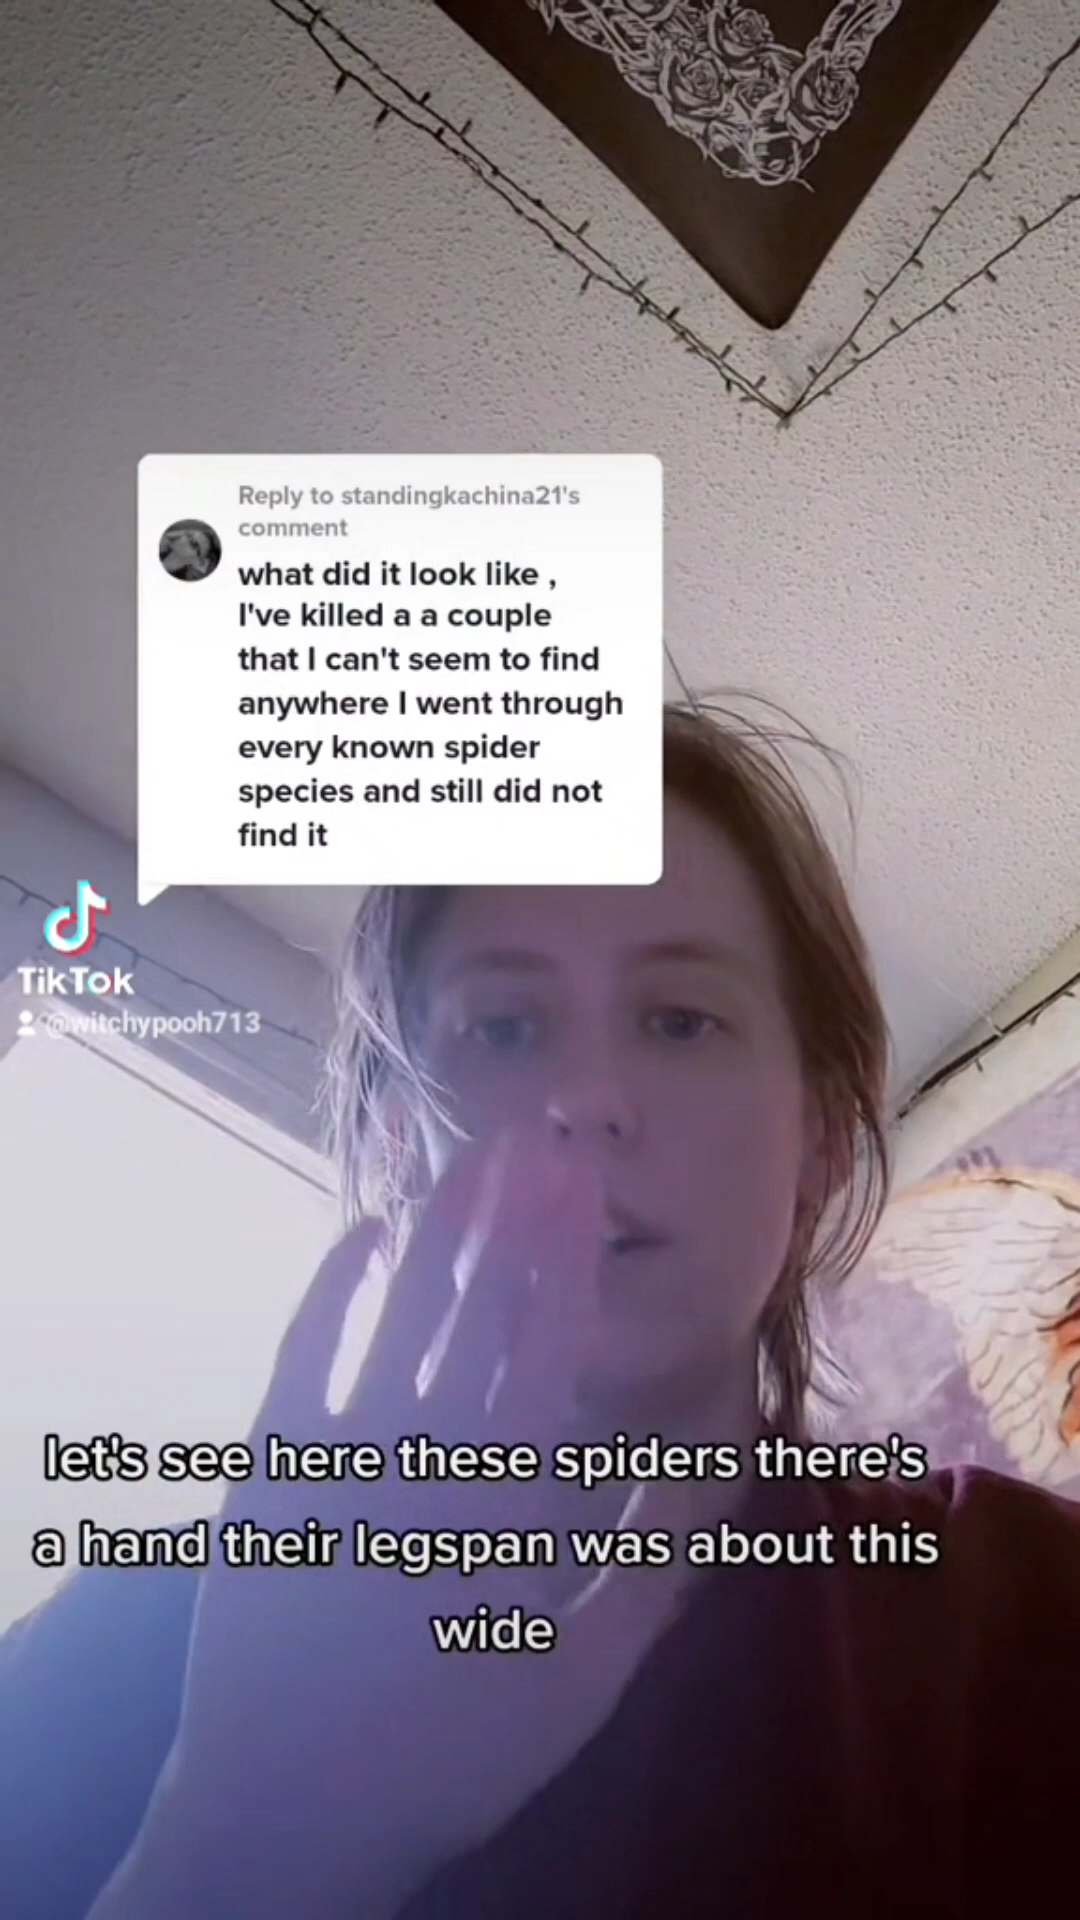 Reply to standingkachina21's
comment
what did it look like ,
I've killed a a couple
that I can't seem to find
anywhere I went through
every known spider
species and still did not
find it
TikTok
@witchypooh713
let's see here these spiders there's
a hand their legspan was about this
wide